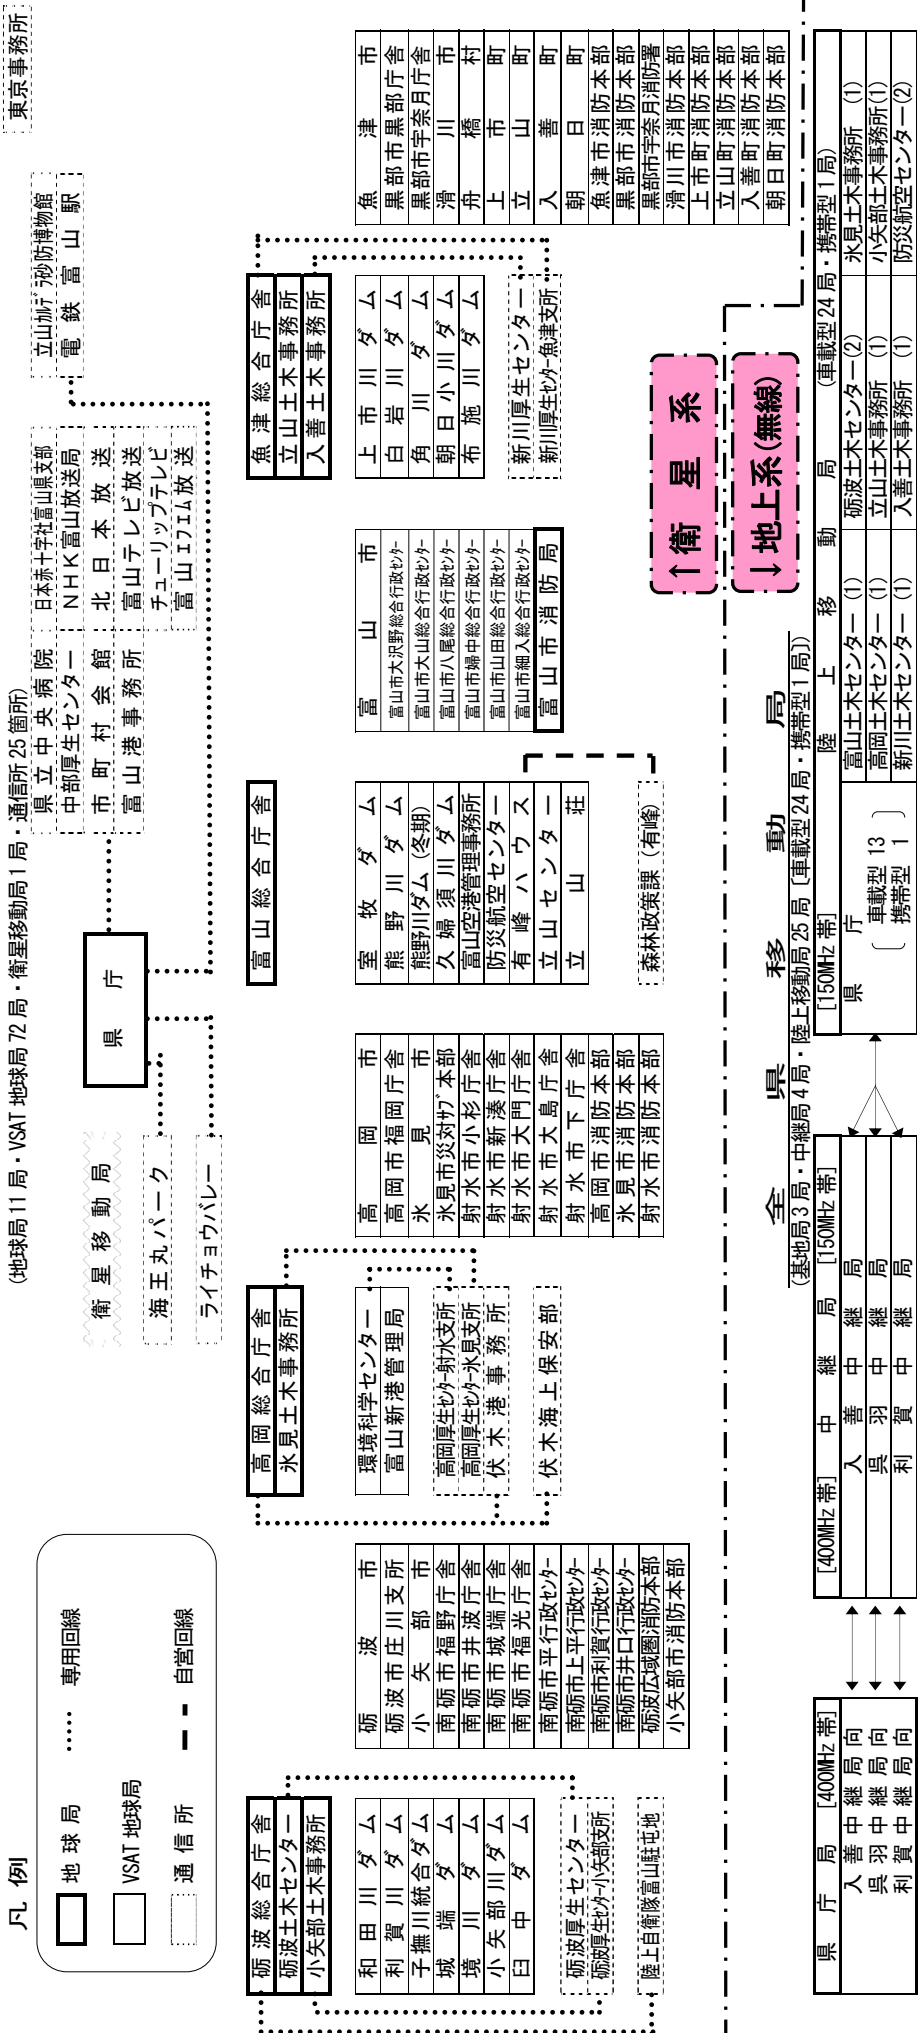 凡例
地球局
専用回線
VSAT地球局
通信所
自営回線
(地球局11局・VSAT地球局72局・衛星移動局1局・通信所25箇所)
衛星移動局
海王丸パーク
ライチョウバレー
県庁
県立中央病院
中部厚生センター
市町村会館
富山港事務所
日本赤十字社富山県支部
NHK富山放送局
北日本放送
富山テレビ放送
チューリップテレビ
富山エフエム放送
立山カルデラ砂防博物館
電鉄富山駅
東京事務所
砺波総合庁舎
砺波土木センター
小矢部土木事務所
和田川ダム
利賀川ダム
子撫川統合ダム
城端ダム
境川ダム
小矢部川ダム
臼中ダム
砺波厚生センター
砺波厚生センター小矢部支所
陸上自衛隊富山駐屯地
砺波市
砺波市庄川支所
小矢部市
南砺市福野庁舎
南砺市井波庁舎
南砺市城端庁舎
南砺市福光庁舎
南砺市平行政センター
南砺市上平行政センター
南砺市利賀行政センター
南砺市井口行政センター
砺波広域圏消防本部
小矢部市消防本部
高岡総合庁舎
氷見土木事務所
環境科学センター
富山新港管理局
高岡厚生センター射水支所
高岡厚生センター氷見支所
伏木港事務所
伏木海上保安部
高岡市
高岡市福岡庁舎
氷見市
氷見市災対サブ本部
射水市小杉庁舎
射水市新湊庁舎
射水市大門庁舎
射水市大島庁舎
射水市下庁舎
高岡市消防本部
氷見市消防本部
射水市消防本部
富山総合庁舎
室牧ダム
熊野川ダム
熊野川ダム(冬期)
久婦須川ダム
富山空港管理事務所
防災航空センター
有峰ハウス
立山センター
立山荘
森林政策課(有峰)
富山市
富山市大沢野総合行政センター
富山市大山総合行政センター
富山市八尾総合行政センター
富山市婦中総合行政センター
富山市山田総合行政センター
富山市細入総合行政センター
富山市消防局
魚津総合庁舎
立山土木事務所
入善土木事務所
上市川ダム
白岩川ダム
角川ダム
朝日小川ダム
布施川ダム
新川厚生センター
新川厚生センター魚津支所
魚津市
黒部市黒部庁舎
黒部市宇奈月庁舎
滑川市
舟橋村
上市町
立山町
入善町
朝日町
魚津市消防本部
黒部市消防本部
黒部市宇奈月消防署
滑川市消防本部
上市町消防本部
立山町消防本部
入善町消防本部
朝日町消防本部
↑衛星系
↓地上系(無線)
全県移動局
(基地局3局・中継局4局・陸上移動局25局〔車載型24局・携帯型1局〕)
県庁局 [400MHz帯]
入善中継局向
呉羽中継局向
利賀中継局向
[400MHz帯] 中継局 [150MHz帯]
入善中継局
呉羽中継局
利賀中継局
[150MHz帯] 陸上移動局 (車載型24局・携帯型1局)
県庁
車載型 13
携帯型 1
富山土木センター(1)
高岡土木センター(1)
新川土木センター(1)
砺波土木センター(2)
立山土木事務所(1)
入善土木事務所(1)
氷見土木事務所(1)
小矢部土木事務所(1)
防災航空センター(2)